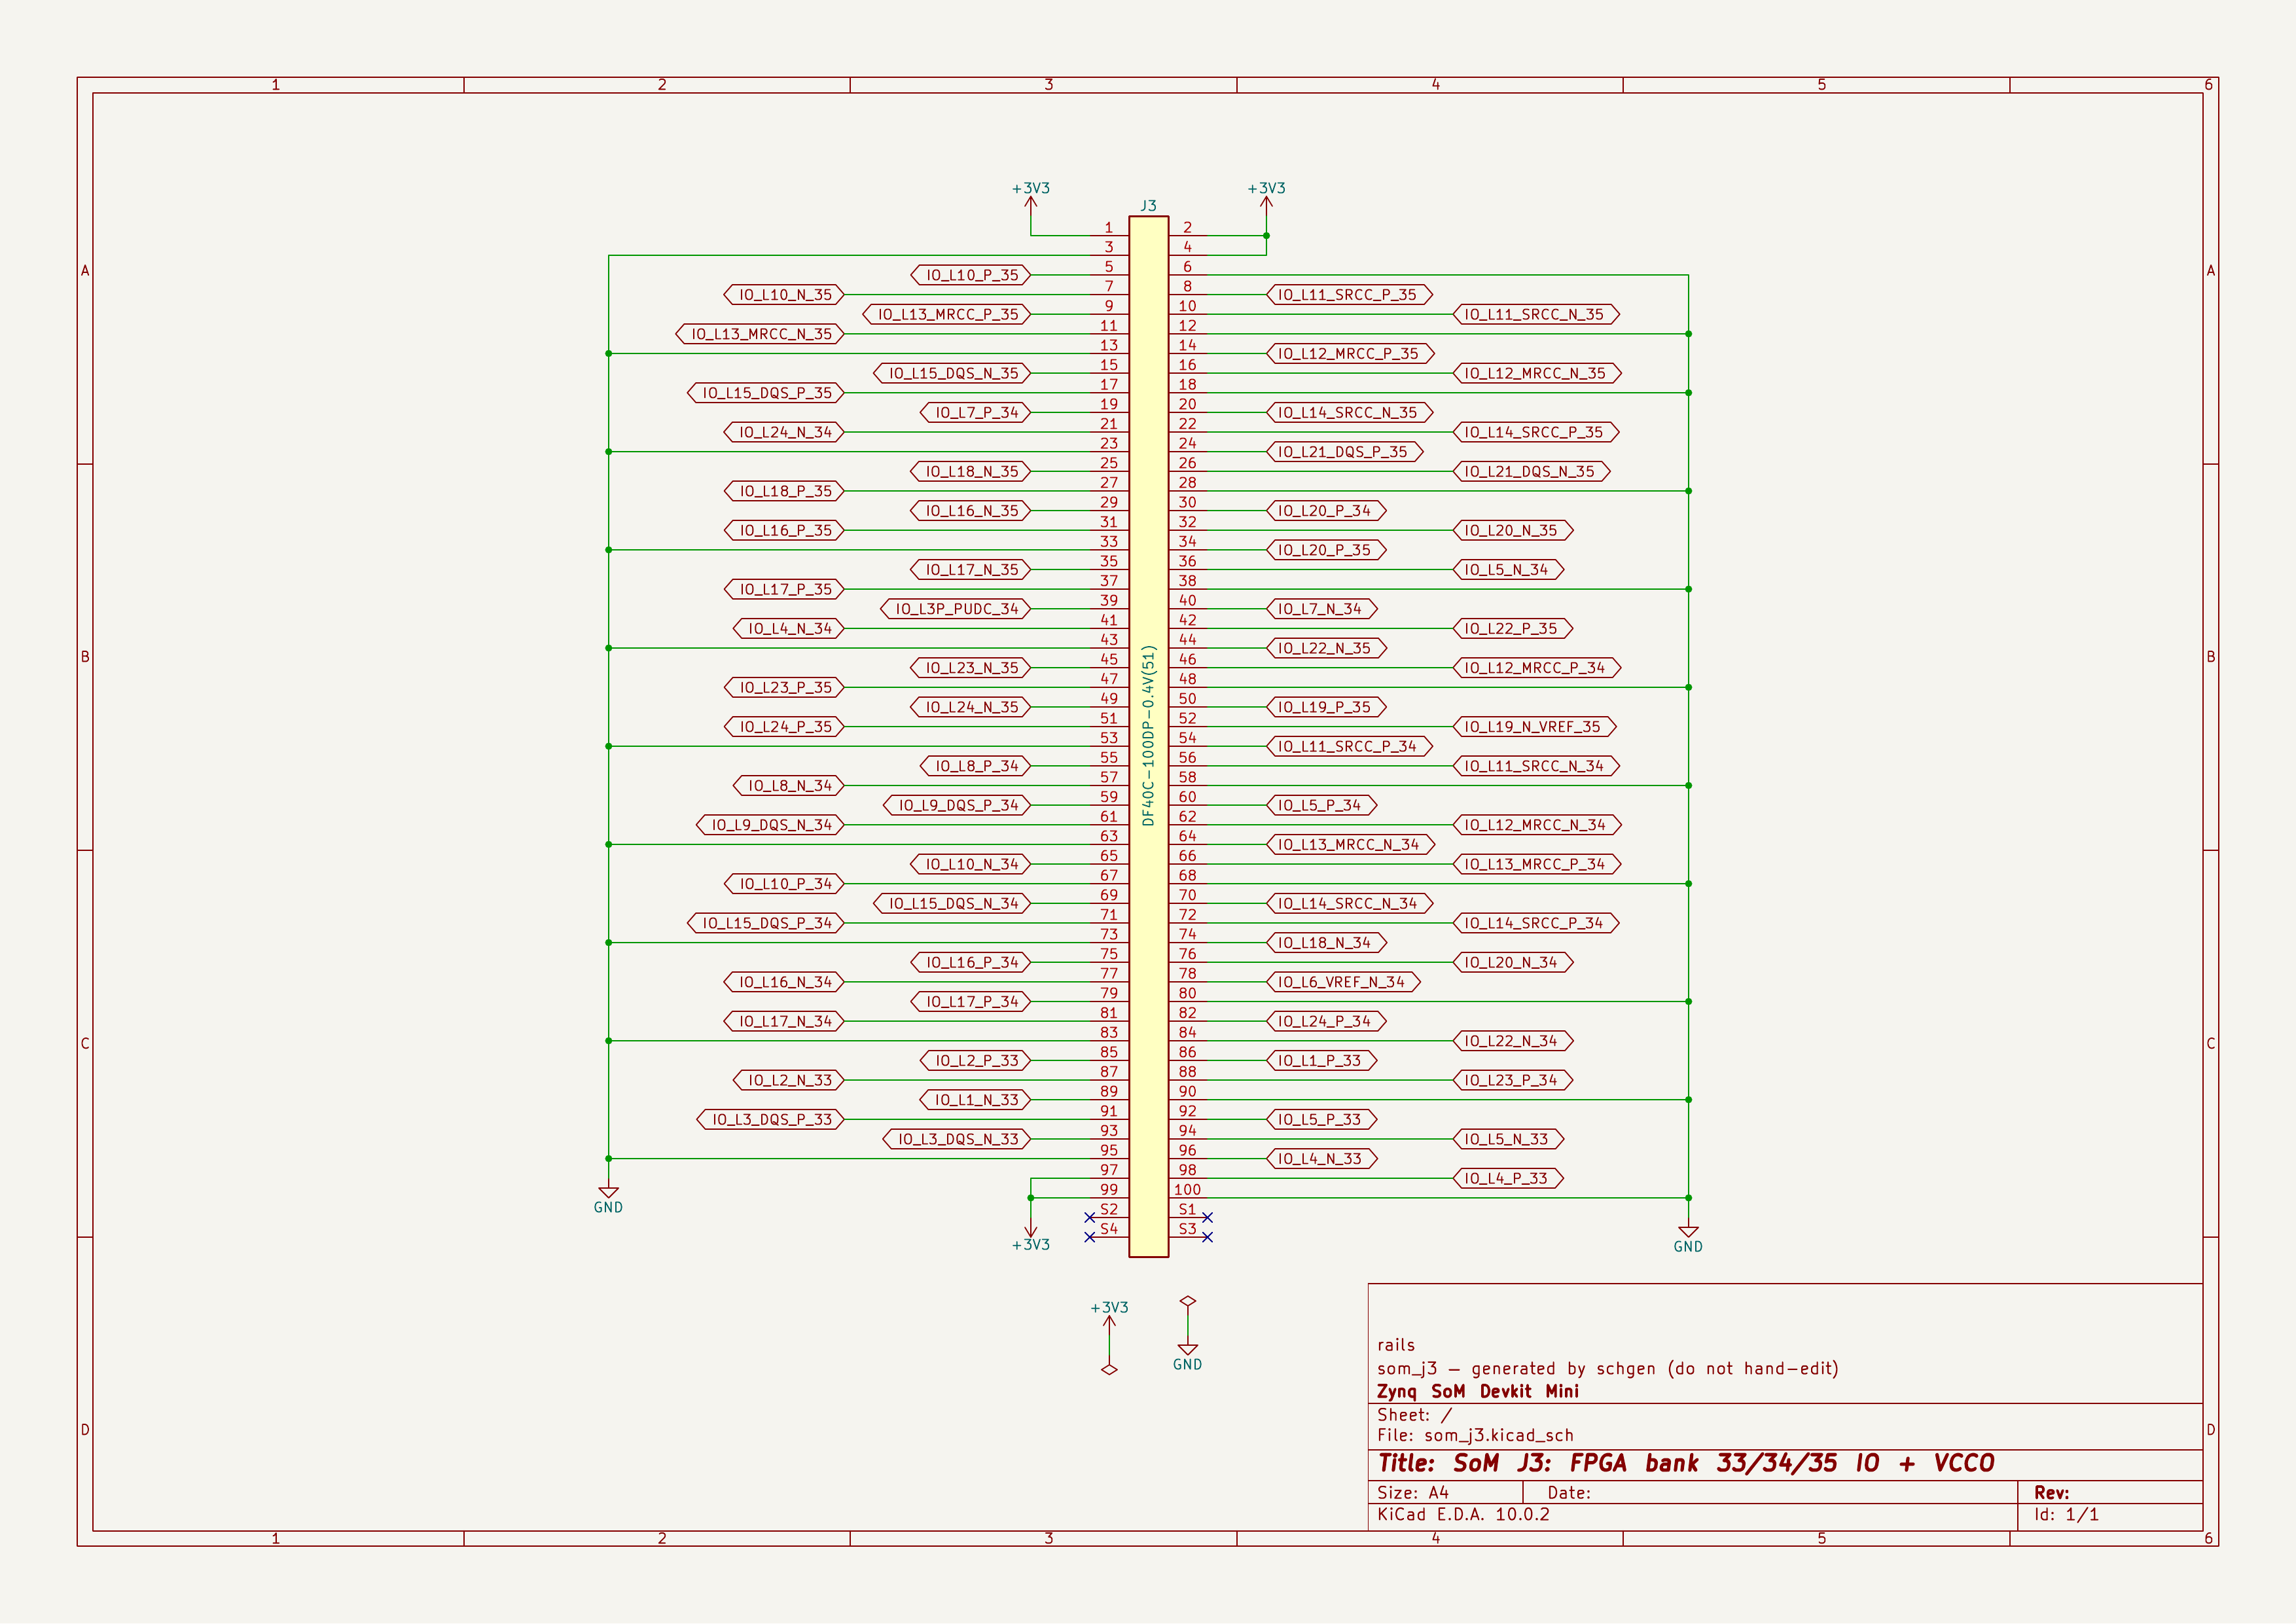 1 2 3 4 5 6
A A
B B
C C
D D
+3V3 +3V3
J3
1 2
3 4
IO_L10_P_35 5 6
IO_L10_N_35 7 8 IO_L11_SRCC_P_35
IO_L13_MRCC_P_35 9 10 IO_L11_SRCC_N_35
IO_L13_MRCC_N_35 11 12
13 14 IO_L12_MRCC_P_35
IO_L15_DQS_N_35 15 16 IO_L12_MRCC_N_35
IO_L15_DQS_P_35 17 18
IO_L7_P_34 19 20 IO_L14_SRCC_N_35
IO_L24_N_34 21 22 IO_L14_SRCC_P_35
23 24 IO_L21_DQS_P_35
IO_L18_N_35 25 26 IO_L21_DQS_N_35
IO_L18_P_35 27 28
IO_L16_N_35 29 30 IO_L20_P_34
IO_L16_P_35 31 32 IO_L20_N_35
33 34 IO_L20_P_35
IO_L17_N_35 35 36 IO_L5_N_34
IO_L17_P_35 37 38
IO_L3P_PUDC_34 39 40 IO_L7_N_34
IO_L4_N_34 41 42 IO_L22_P_35
43 44 IO_L22_N_35
IO_L23_N_35 45 46 IO_L12_MRCC_P_34
IO_L23_P_35 47 48
IO_L24_N_35 49 50 IO_L19_P_35
IO_L24_P_35 51 52 IO_L19_N_VREF_35
53 54 IO_L11_SRCC_P_34
IO_L8_P_34 55 56 IO_L11_SRCC_N_34
IO_L8_N_34 57 58
IO_L9_DQS_P_34 59 60 IO_L5_P_34
IO_L9_DQS_N_34 61 62 IO_L12_MRCC_N_34
63 64 IO_L13_MRCC_N_34
IO_L10_N_34 65 66 IO_L13_MRCC_P_34
IO_L10_P_34 67 68
IO_L15_DQS_N_34 69 70 IO_L14_SRCC_N_34
IO_L15_DQS_P_34 71 72 IO_L14_SRCC_P_34
73 74 IO_L18_N_34
IO_L16_P_34 75 76 IO_L20_N_34
IO_L16_N_34 77 78 IO_L6_VREF_N_34
IO_L17_P_34 79 80
IO_L17_N_34 81 82 IO_L24_P_34
83 84 IO_L22_N_34
IO_L2_P_33 85 86 IO_L1_P_33
IO_L2_N_33 87 88 IO_L23_P_34
IO_L1_N_33 89 90
IO_L3_DQS_P_33 91 92 IO_L5_P_33
IO_L3_DQS_N_33 93 94 IO_L5_N_33
95 96 IO_L4_N_33
97 98 IO_L4_P_33
99 100
S2 S1
S4 S3
DF40C-100DP-0.4V(51)
GND
+3V3
GND
+3V3
GND
rails
som_j3 — generated by schgen (do not hand-edit)
Zynq SoM Devkit Mini
Sheet: /
File: som_j3.kicad_sch
Title: SoM J3: FPGA bank 33/34/35 IO + VCCO
Size: A4 Date: Rev:
KiCad E.D.A. 10.0.2 Id: 1/1
1 2 3 4 5 6